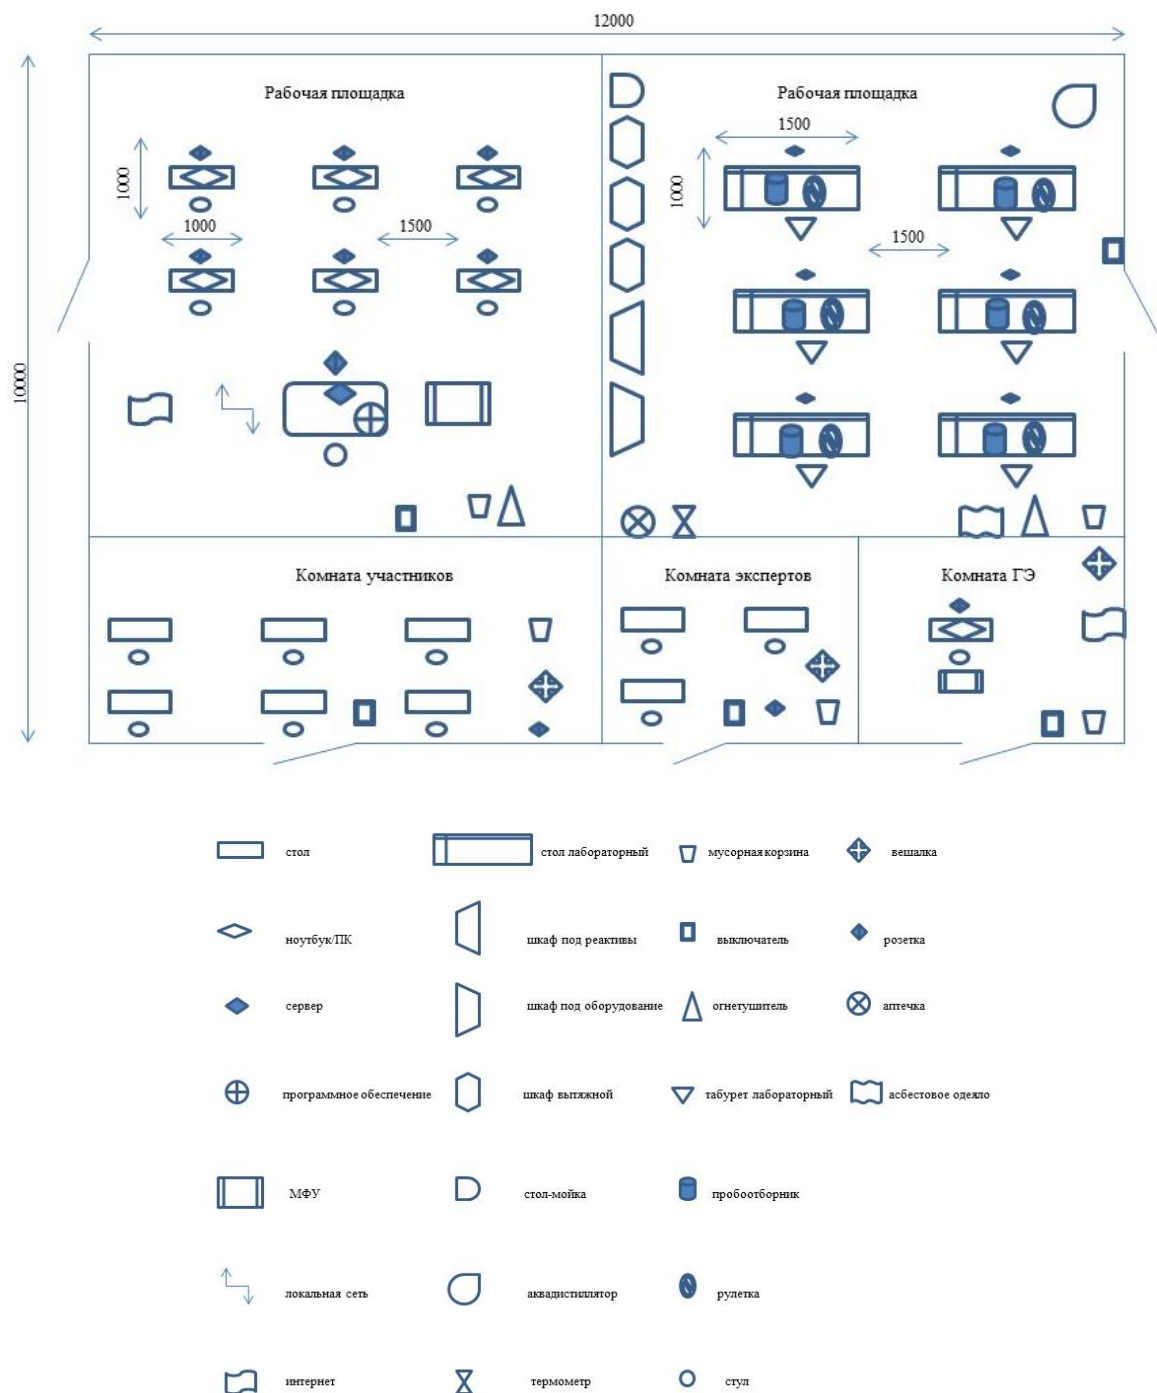 12000
Рабочая площадка
Рабочая площадка
1500
1000
1000
1000
1500
1500
10000
Комната участников
Комната экспертов
Комната ГЭ
стол
стол лабораторный
мусорная корзина
вешалка
ноутбук/ПК
шкаф под реактивы
выключатель
розетка
сервер
шкаф под оборудование
огнетушитель
аптечка
программное обеспечение
шкаф вытяжной
табурет лабораторный
асбестовое одеяло
МФУ
стол-мойка
пробоотборник
локальная сеть
аквадистиллятор
рулетка
интернет
термометр
стул